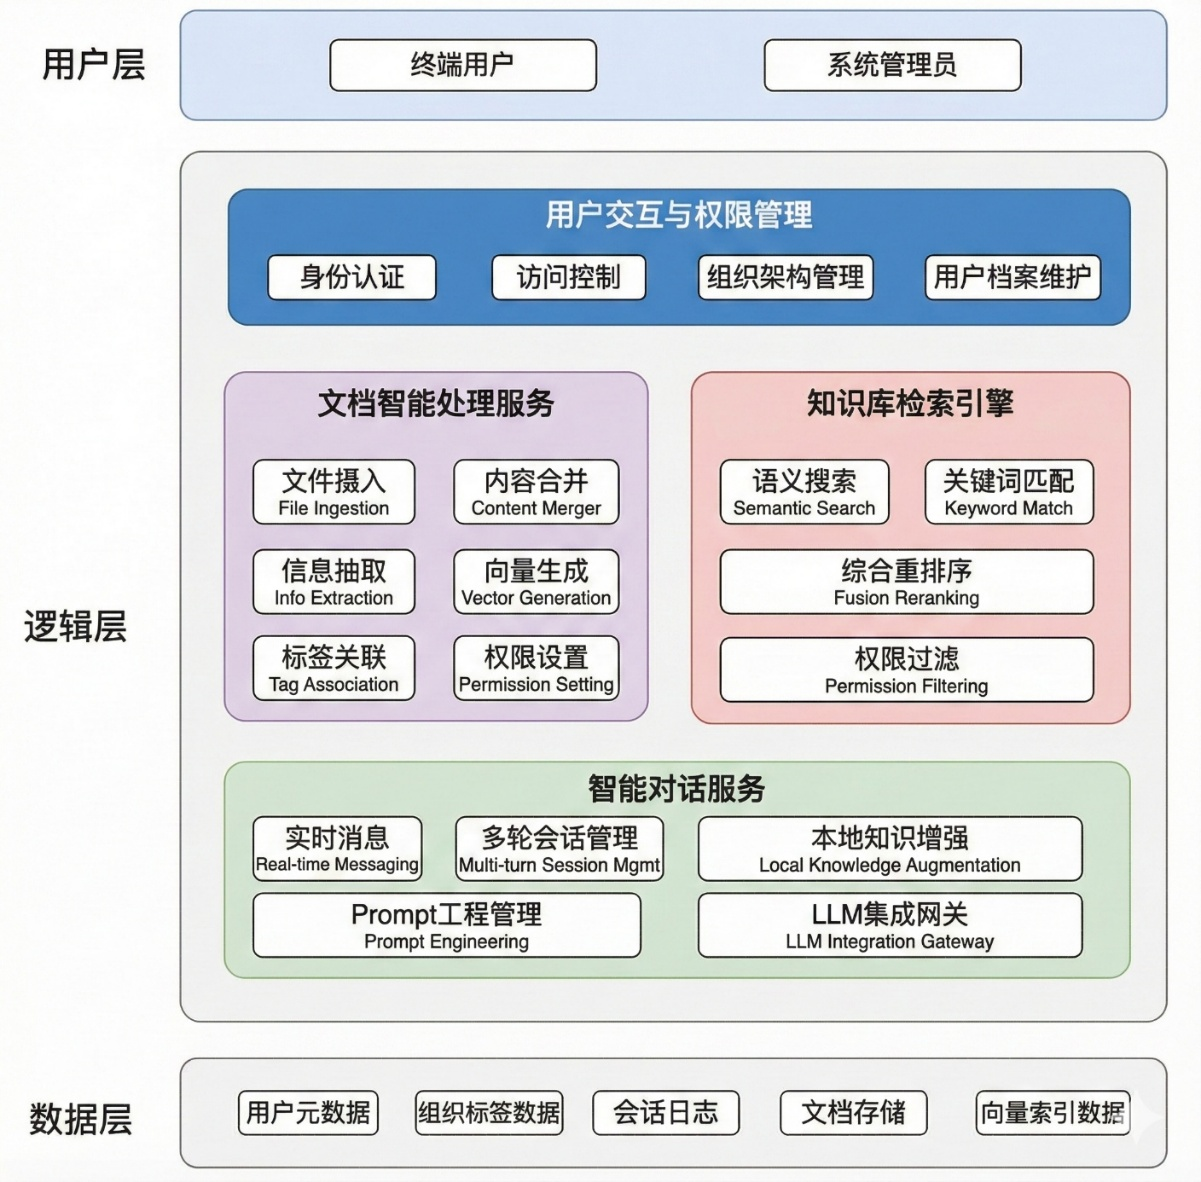 用户层
终端用户
系统管理员
逻辑层
用户交互与权限管理
身份认证
访问控制
组织架构管理
用户档案维护
文档智能处理服务
文件摄入
File Ingestion
内容合并
Content Merger
信息抽取
Info Extraction
向量生成
Vector Generation
标签关联
Tag Association
权限设置
Permission Setting
知识库检索引擎
语义搜索
Semantic Search
关键词匹配
Keyword Match
综合重排序
Fusion Reranking
权限过滤
Permission Filtering
智能对话服务
实时消息
Real-time Messaging
多轮会话管理
Multi-turn Session Mgmt
本地知识增强
Local Knowledge Augmentation
Prompt工程管理
Prompt Engineering
LLM集成网关
LLM Integration Gateway
数据层
用户元数据
组织标签数据
会话日志
文档存储
向量索引数据